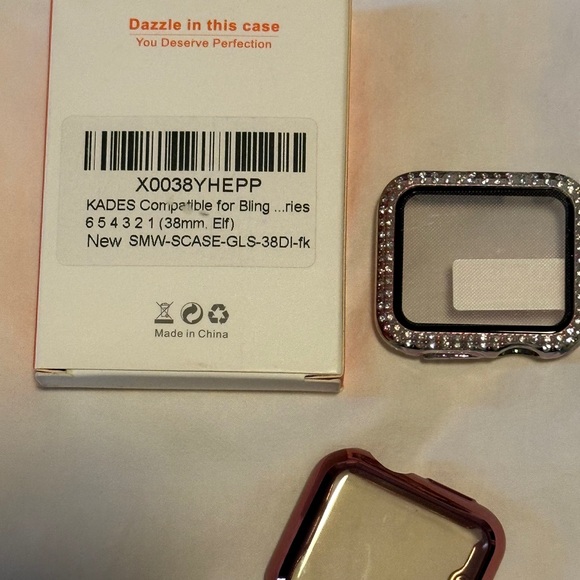 Dazzle in this case
You Deserve Perfection
X0038YHEPP
KADES Compatible for Bling ...ries
6 5 4 3 2 1 (38mm, Elf)
New SMW-SCASE-GLS-38DI-fk
Made in China